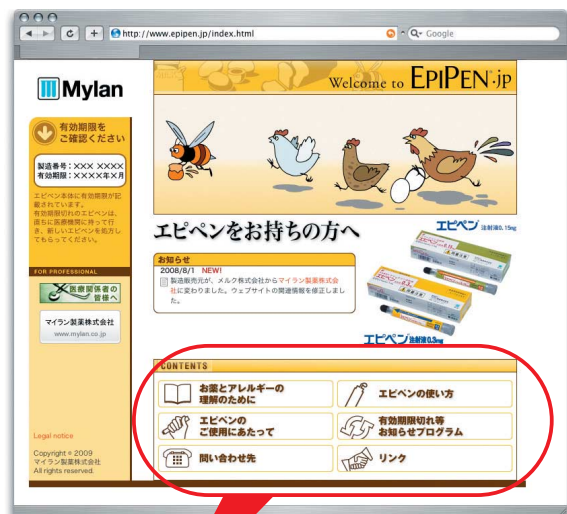 http://www.epipen.jp/index.html
Google
Mylan
Welcome to EPIPEN.jp
有効期限を
ご確認ください
製造番号：××× ××××
有効期限：××××年×月
エピペン本体に有効期限が記
載されています。
有効期限切れのエピペンは、
直ちに医療機関に持って行
き、新しいエピペンを処方し
てもらってください。
FOR PROFESSIONAL
医療関係者の
皆様へ
マイラン製薬株式会社
www.mylan.co.jp
Legal notice
Copyright © 2009
マイラン製薬株式会社
All rights reserved.
エピペンをお持ちの方へ
お知らせ
2008/8/1 NEW!
製造販売元が、メルク株式会社からマイラン製薬株式会
社に変わりました。ウェブサイトの関連情報を修正しまし
た。
エピペン 注射液0.15mg
エピペン 注射液0.3mg
CONTENTS
お薬とアレルギーの
理解のために
エピペンの使い方
エピペンの
ご使用にあたって
有効期限切れ等
お知らせプログラム
問い合わせ先
リンク